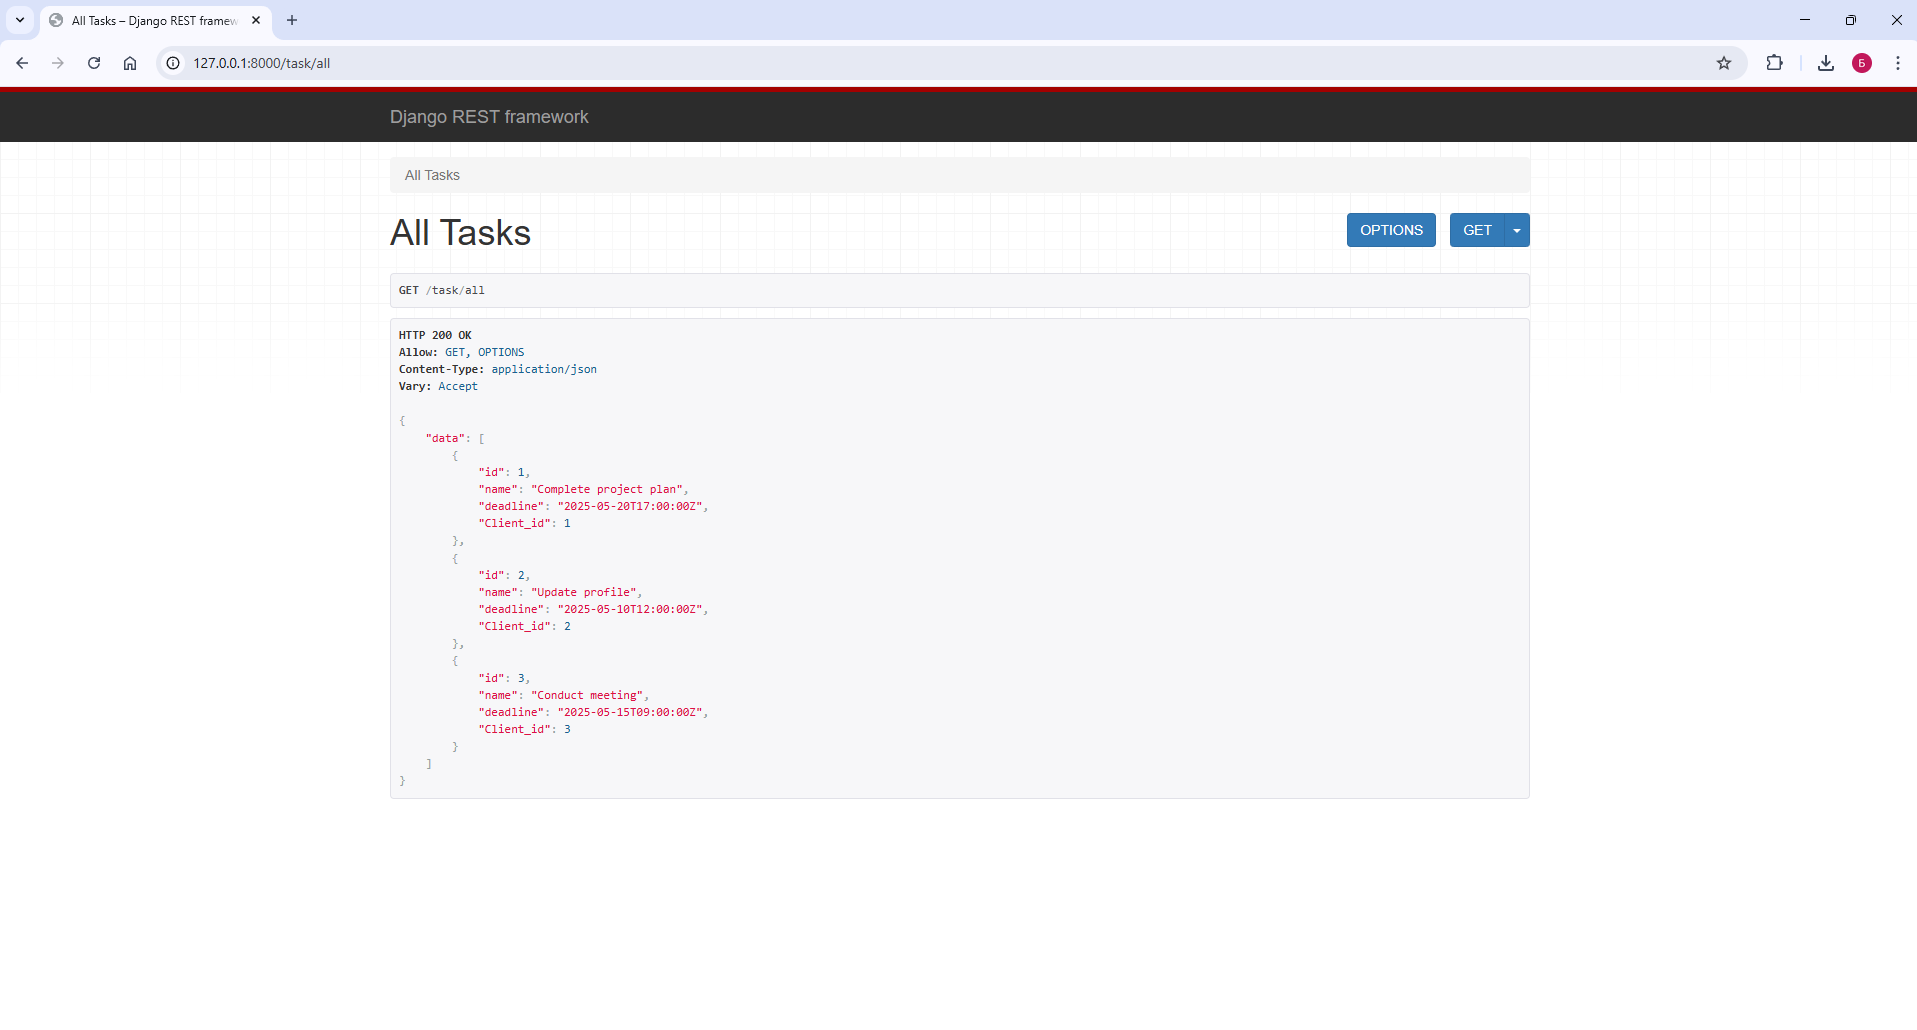 All Tasks – Django REST framew
127.0.0.1:8000/task/all
Б
Django REST framework
All Tasks
All Tasks
OPTIONS
GET
GET /task/all
HTTP 200 OK
Allow: GET, OPTIONS
Content-Type: application/json
Vary: Accept
{
    "data": [
        {
            "id": 1,
            "name": "Complete project plan",
            "deadline": "2025-05-20T17:00:00Z",
            "Client_id": 1
        },
        {
            "id": 2,
            "name": "Update profile",
            "deadline": "2025-05-10T12:00:00Z",
            "Client_id": 2
        },
        {
            "id": 3,
            "name": "Conduct meeting",
            "deadline": "2025-05-15T09:00:00Z",
            "Client_id": 3
        }
    ]
}